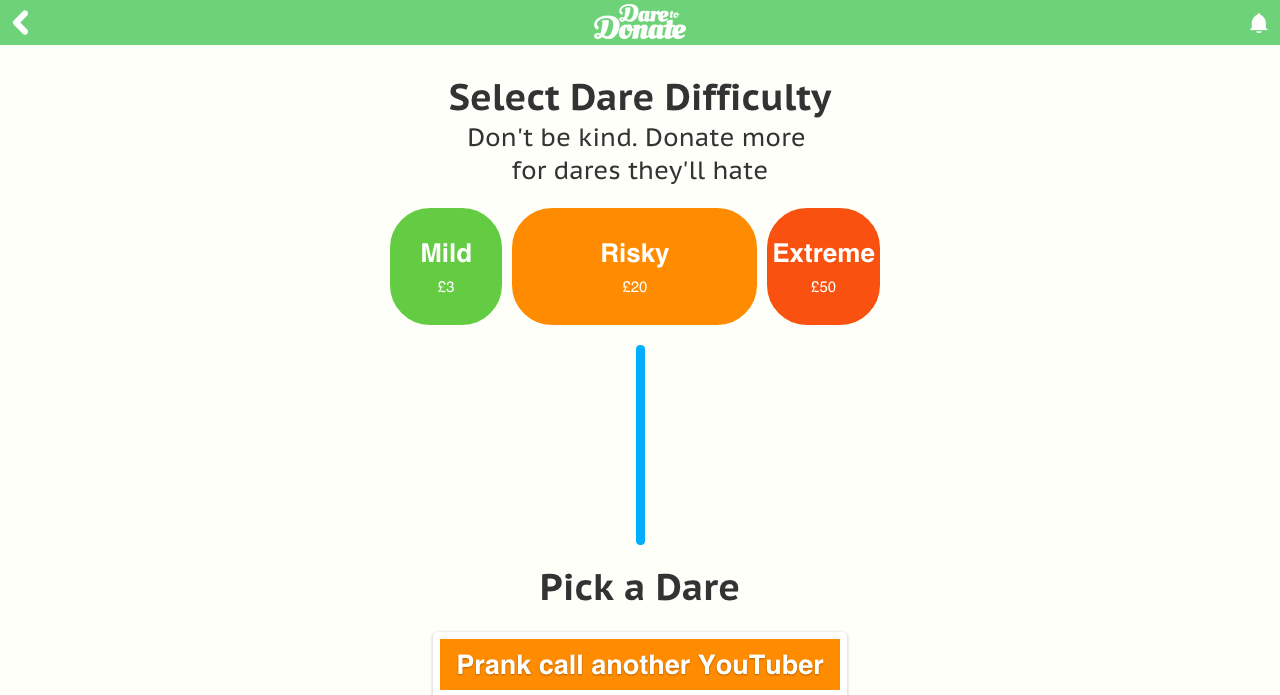 Dare to
Donate
Select Dare Difficulty
Don't be kind. Donate more
for dares they'll hate
Mild
£3
Risky
£20
Extreme
£50
Pick a Dare
Prank call another YouTuber